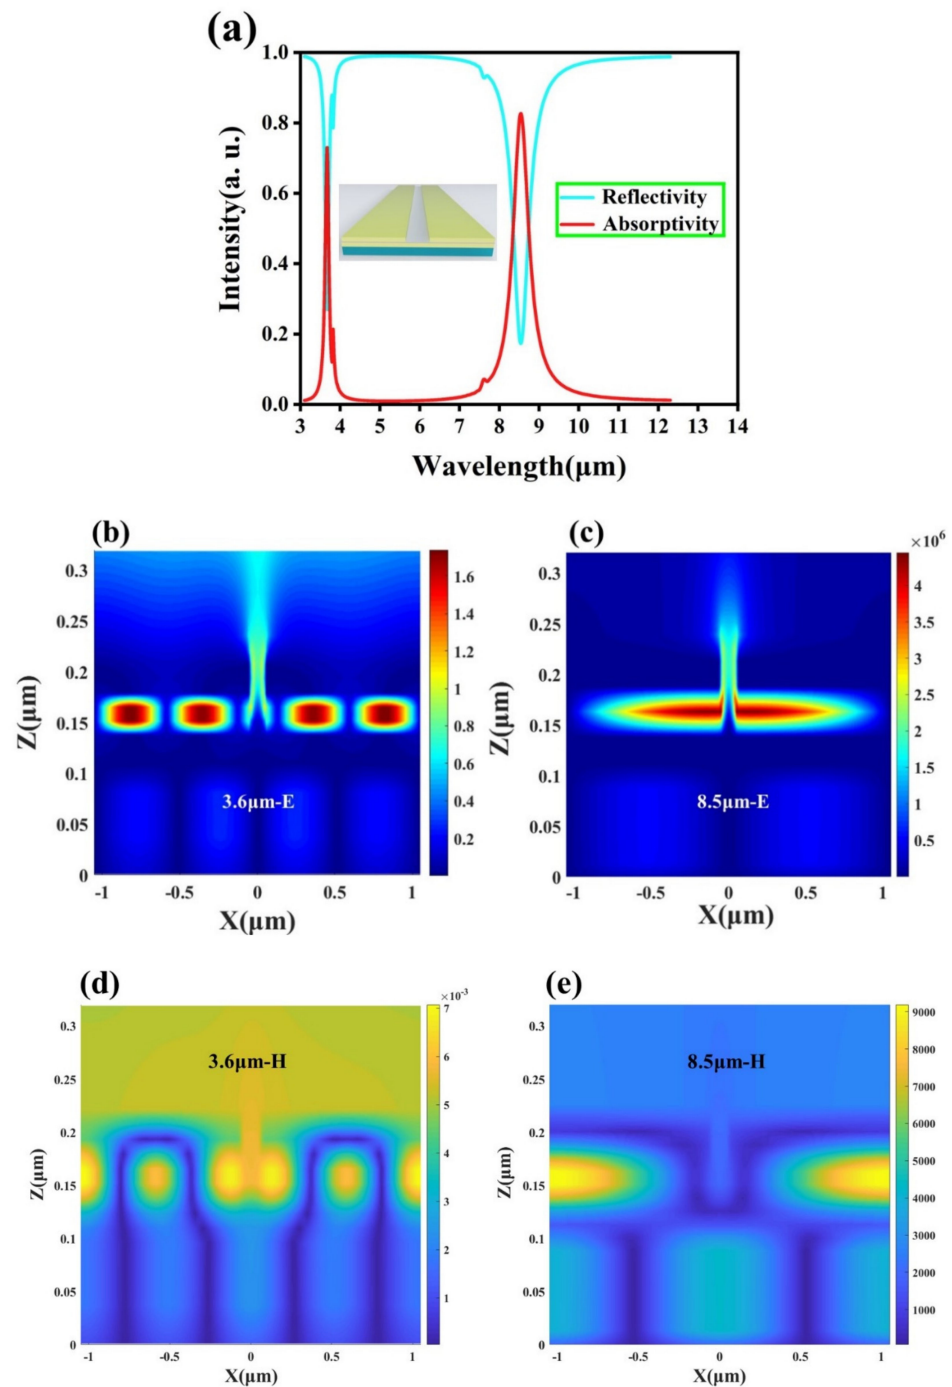 (a)
Intensity(a. u.)
1.0
0.8
0.6
0.4
0.2
0.0
Reflectivity
Absorptivity
3 4 5 6 7 8 9 10 11 12 13 14
Wavelength(μm)
(b)
Z(μm)
0.3
0.25
0.2
0.15
0.1
0.05
0
3.6μm-E
-1 -0.5 0 0.5 1
X(μm)
1.6
1.4
1.2
1
0.8
0.6
0.4
0.2
(c)
Z(μm)
0.3
0.25
0.2
0.15
0.1
0.05
0
8.5μm-E
-1 -0.5 0 0.5 1
X(μm)
×10⁶
4
3.5
3
2.5
2
1.5
1
0.5
(d)
Z(μm)
0.3
0.25
0.2
0.15
0.1
0.05
0
3.6μm-H
-1 -0.5 0 0.5 1
X(μm)
×10⁻³
7
6
5
4
3
2
1
(e)
Z(μm)
0.3
0.25
0.2
0.15
0.1
0.05
0
8.5μm-H
-1 -0.5 0 0.5 1
X(μm)
9000
8000
7000
6000
5000
4000
3000
2000
1000